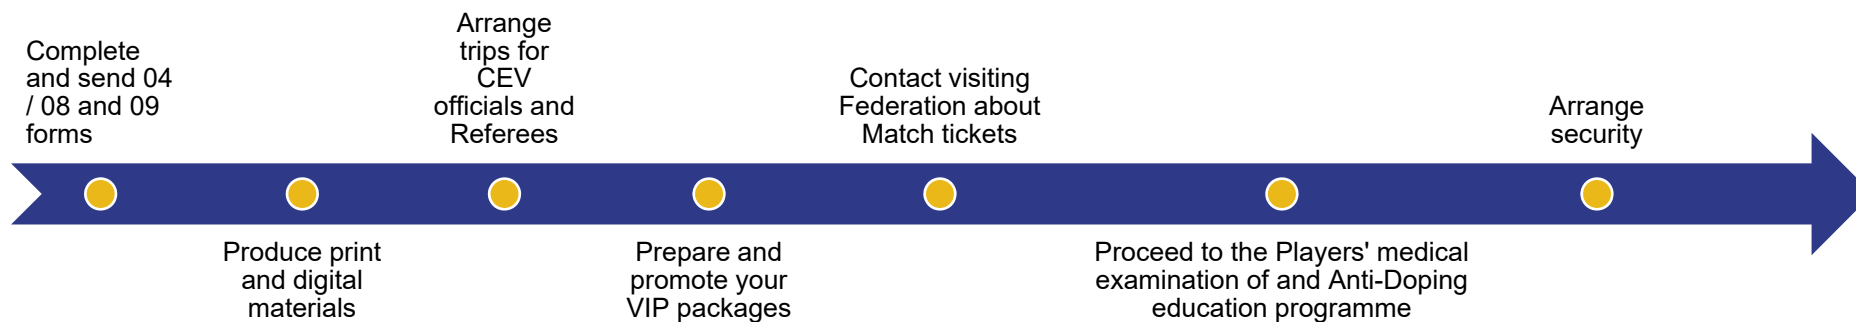 Complete
and send 04
/ 08 and 09
forms
Produce print
and digital
materials
Arrange
trips for
CEV
officials and
Referees
Prepare and
promote your
VIP packages
Contact visiting
Federation about
Match tickets
Proceed to the Players' medical
examination of and Anti-Doping
education programme
Arrange
security